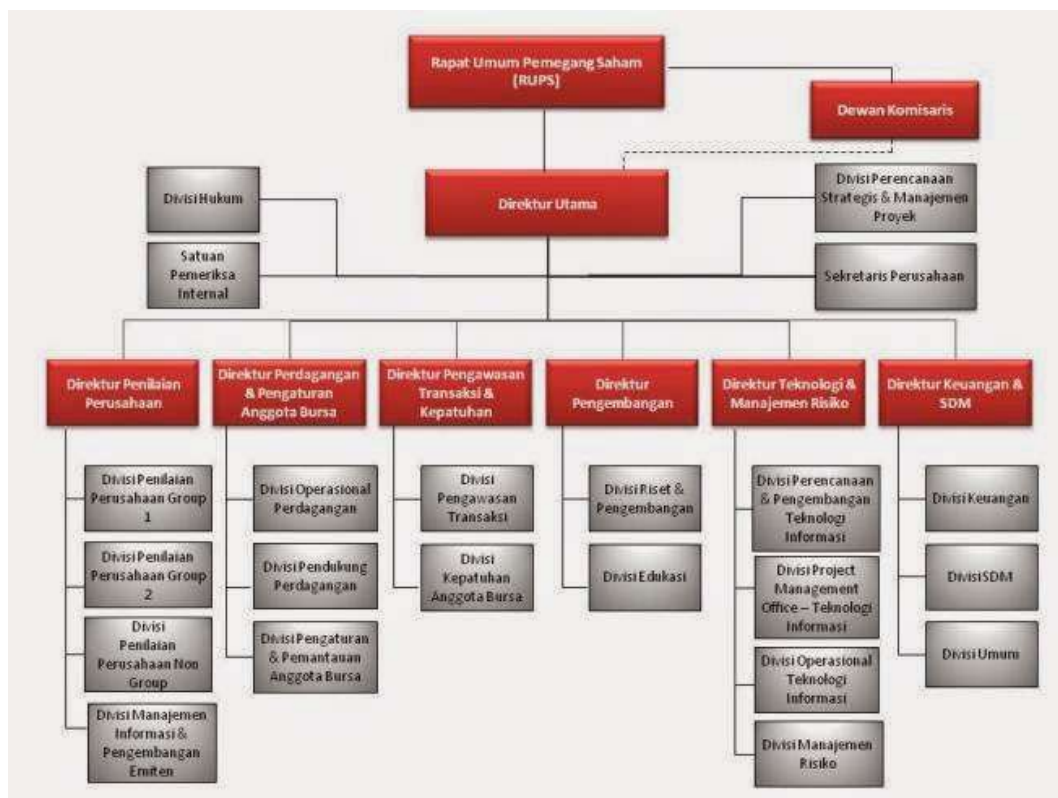 Rapat Umum Pemegang Saham
[RUPS]
Dewan Komisaris
Direktur Utama
Divisi Hukum
Satuan
Pemeriksa
Internal
Divisi Perencanaan
Strategis & Manajemen
Proyek
Sekretaris Perusahaan
Direktur Penilaian
Perusahaan
Direktur Perdagangan
& Pengaturan
Anggota Bursa
Direktur Pengawasan
Transaksi &
Kepatuhan
Direktur
Pengembangan
Direktur Teknologi &
Manajemen Risiko
Direktur Keuangan &
SDM
Divisi Penilaian
Perusahaan Group
1
Divisi Penilaian
Perusahaan Group
2
Divisi
Penilaian
Perusahaan Non
Group
Divisi Manajemen
Informasi &
Pengembangan
Emiten
Divisi Operasional
Perdagangan
Divisi Pendukung
Perdagangan
Divisi Pengaturan
& Pemantauan
Anggota Bursa
Divisi
Pengawasan
Transaksi
Divisi
Kepatuhan
Anggota Bursa
Divisi Riset &
Pengembangan
Divisi Edukasi
Divisi Perencanaan
& Pengembangan
Teknologi
Informasi
Divisi Project
Management
Office – Teknologi
Informasi
Divisi Operasional
Teknologi
Informasi
Divisi Manajemen
Risiko
Divisi Keuangan
Divisi SDM
Divisi Umum